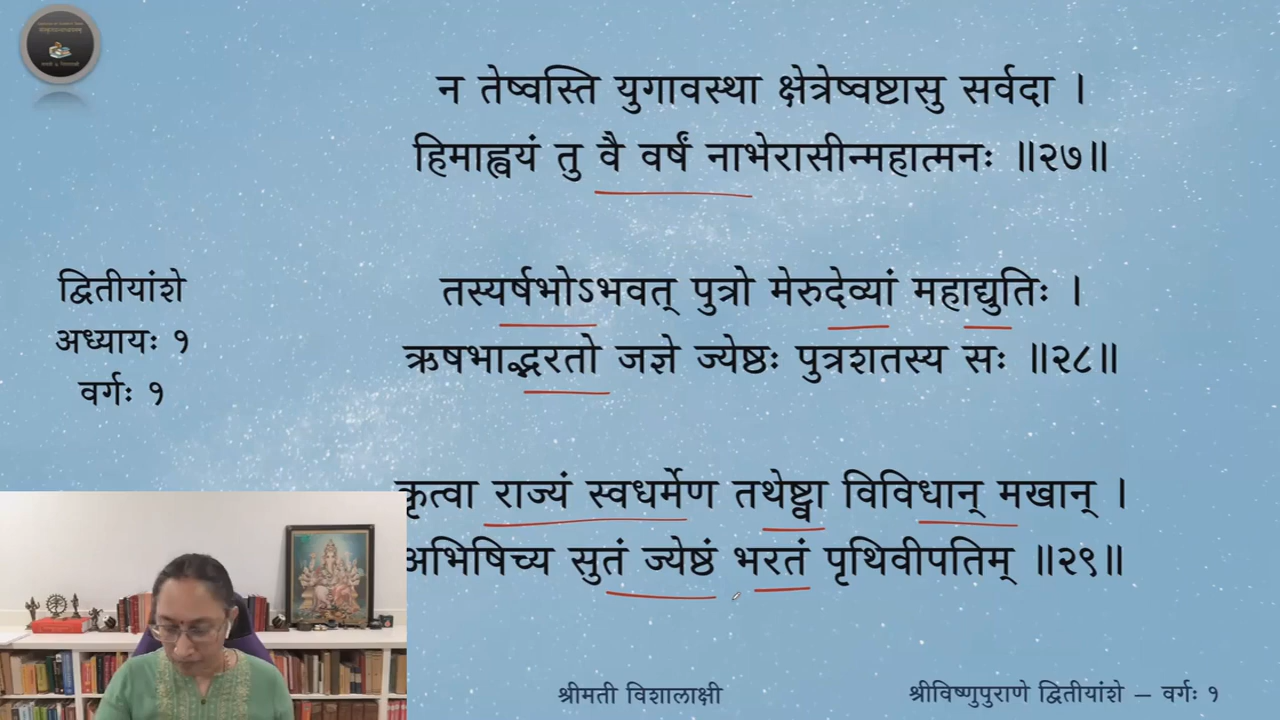 न तेष्वस्ति युगावस्था क्षेत्रेष्वष्टासु सर्वदा ।
हिमाह्वयं तु वै वर्षं नाभेरासीन्महात्मनः ॥२७॥
तस्यर्षभोऽभवत् पुत्रो मेरुदेव्यां महाद्युतिः ।
ऋषभाद्भरतो जज्ञे ज्येष्ठः पुत्रशतस्य सः ॥२८॥
द्वितीयांशे
अध्यायः १
वर्गः १
कृत्वा राज्यं स्वधर्मेण तथेष्ट्वा विविधान् मखान् ।
अभिषिच्य सुतं ज्येष्ठं भरतं पृथिवीपतिम् ॥२९॥
श्रीमती विशालाक्षी
श्रीविष्णुपुराणे द्वितीयांशे – वर्गः १